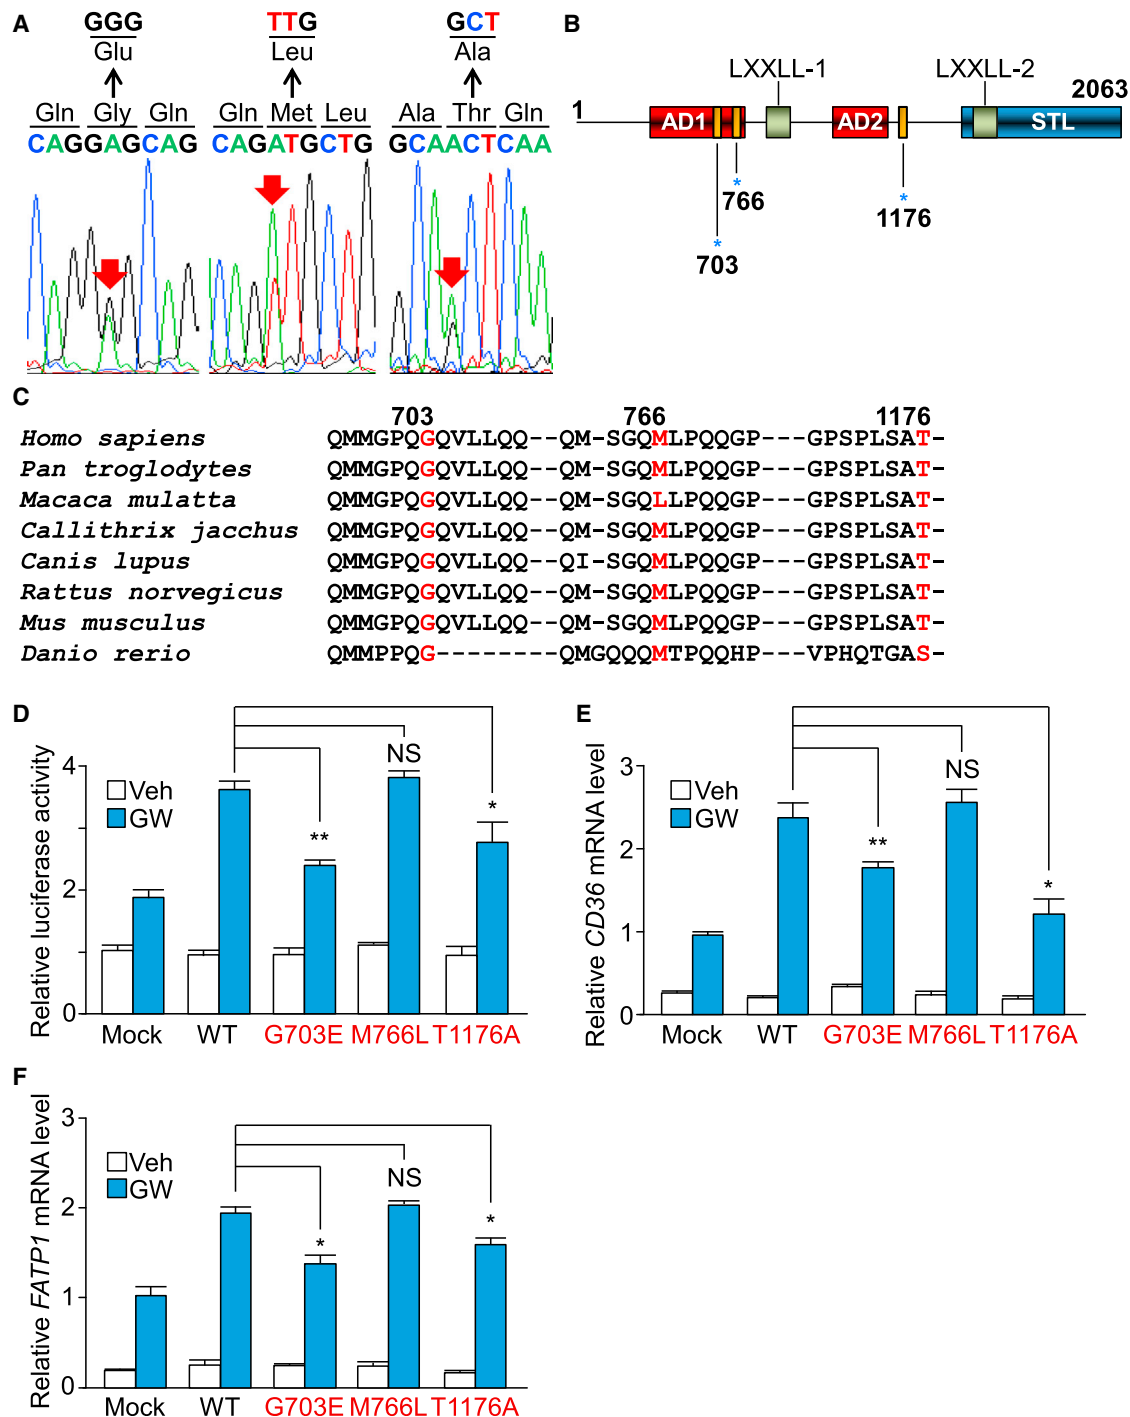 A
GGG TTG GCT
Glu Leu Ala
Gln Gly Gln Gln Met Leu Ala Thr Gln
CAGGAGCAG CAGATGCTG GCAACTCAA
B
LXXLL-1 LXXLL-2
1 2063
AD1 AD2 STL
*
766
*
1176
*
703
C
703 766 1176
Homo sapiens QMMGPQGQVLLQQ--QM-SGQMLPQQGP---GPSPLSAT-
Pan troglodytes QMMGPQGQVLLQQ--QM-SGQMLPQQGP---GPSPLSAT-
Macaca mulatta QMMGPQGQVLLQQ--QM-SGQLLPQQGP---GPSPLSAT-
Callithrix jacchus QMMGPQGQVLLQQ--QM-SGQMLPQQGP---GPSPLSAT-
Canis lupus QMMGPQGQVLLQQ--QI-SGQMLPQQGP---GPSPLSAT-
Rattus norvegicus QMMGPQGQVLLQQ--QM-SGQMLPQQGP---GPSPLSAT-
Mus musculus QMMGPQGQVLLQQ--QM-SGQMLPQQGP---GPSPLSAT-
Danio rerio QMMPPQG--------QMGQQQMTPQQHP---VPHQTGAS-
D
Relative luciferase activity
4
2
0
Veh
GW
** NS *
Mock WT G703E M766L T1176A
E
Relative CD36 mRNA level
3
2
1
0
Veh
GW
** NS *
Mock WT G703E M766L T1176A
F
Relative FATP1 mRNA level
3
2
1
0
Veh
GW
* NS *
Mock WT G703E M766L T1176A